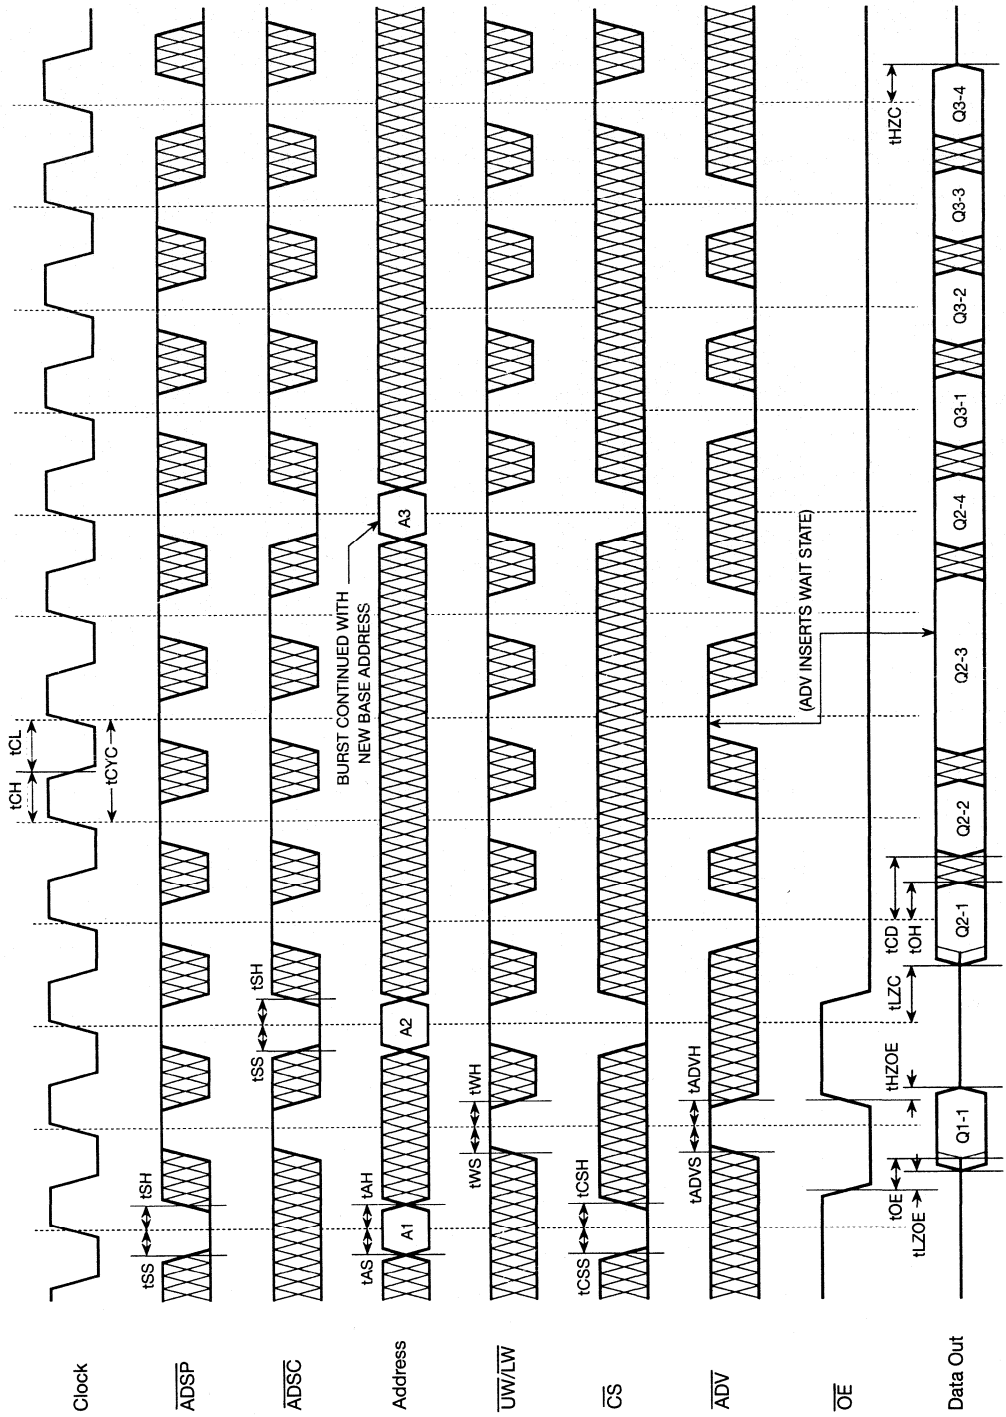 Clock
tCH
tCL
tCYC
ADSP
tSS
tSH
ADSC
tSS
tSH
Address
tAS
tAH
A1
A2
A3
BURST CONTINUED WITH
NEW BASE ADDRESS
UW/LW
tWS
tWH
CS
tCSS
tCSH
ADV
tADVS
tADVH
(ADV INSERTS WAIT STATE)
OE
tOE
tLZOE
tHZOE
tLZC
tCD
tOH
tHZC
Data Out
Q1-1
Q2-1
Q2-2
Q2-3
Q2-4
Q3-1
Q3-2
Q3-3
Q3-4